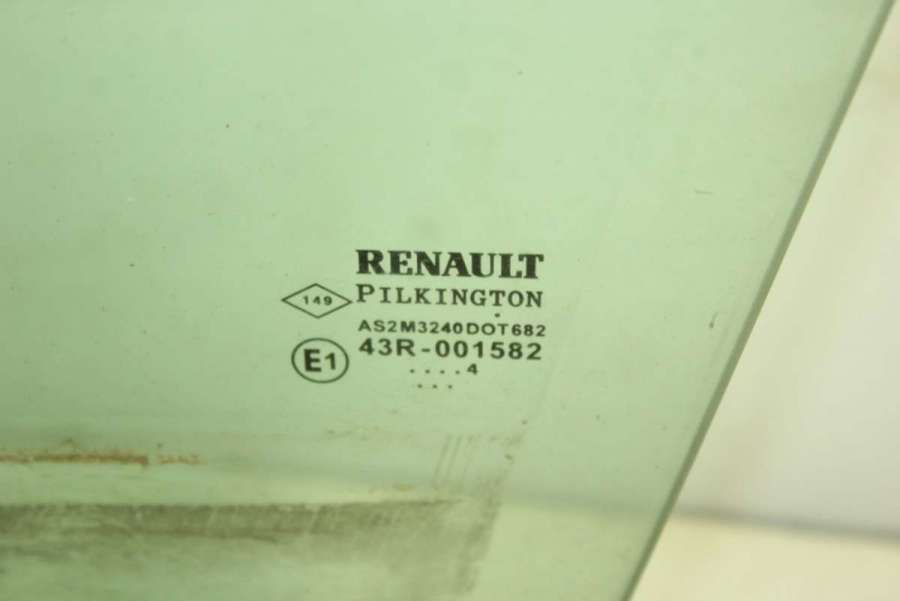 RENAULT
149 PILKINGTON
AS2M3240DOT682
43R-001582
E1
....4
...